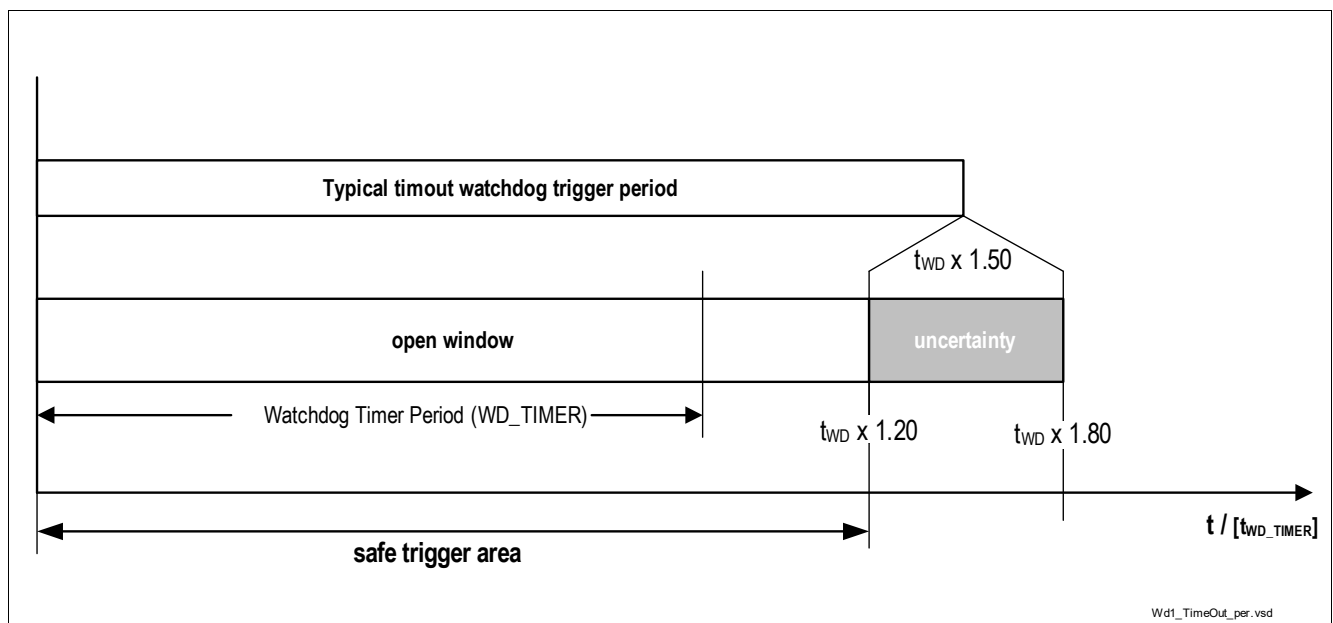 Typical timout watchdog trigger period
tWD x 1.50
open window
uncertainty
Watchdog Timer Period (WD_TIMER)
tWD x 1.20
tWD x 1.80
t / [tWD_TIMER]
safe trigger area
Wd1_TimeOut_per.vsd